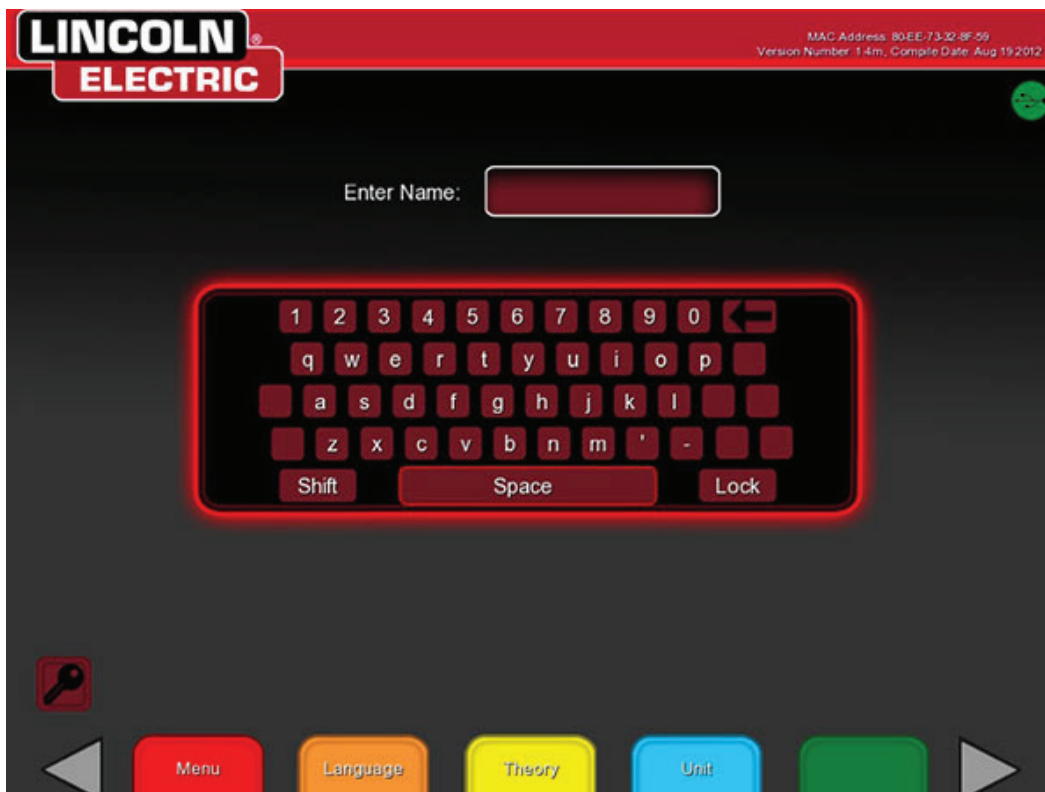 LINCOLN ®
ELECTRIC
MAC Address: 80-EE-73-32-8F-59
Version Number: 1.4m, Compile Date: Aug 19 2012
Enter Name:
1 2 3 4 5 6 7 8 9 0
q w e r t y u i o p
a s d f g h j k l
z x c v b n m ' -
Shift Space Lock
Menu Language Theory Unit